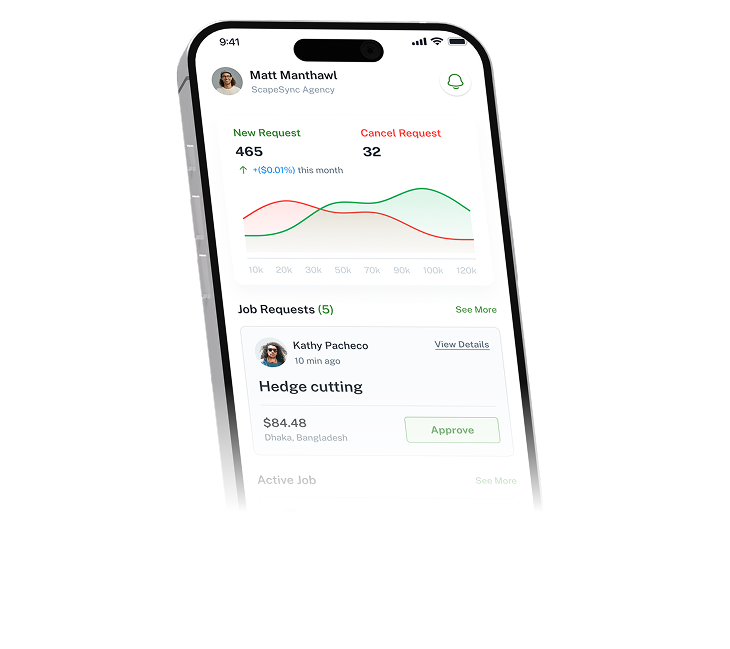 9:41
Matt Manthawl
ScapeSync Agency
New Request Cancel Request
465 32
+($0.01%) this month
10k 20k 30k 50k 70k 90k 100k 120k
Job Requests (5) See More
Kathy Pacheco View Details
10 min ago
Hedge cutting
$84.48
Dhaka, Bangladesh
Approve
Active Job See More